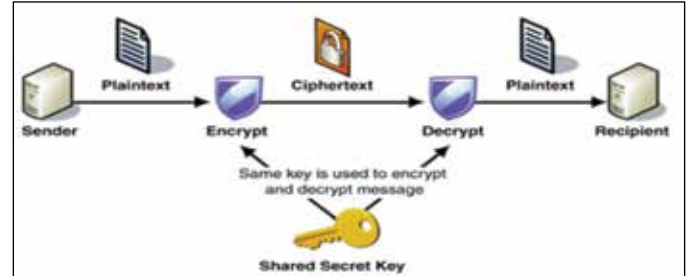 Plaintext
Ciphertext
Plaintext
Sender
Encrypt
Decrypt
Recipient
Same key is used to encrypt
and decrypt message
Shared Secret Key